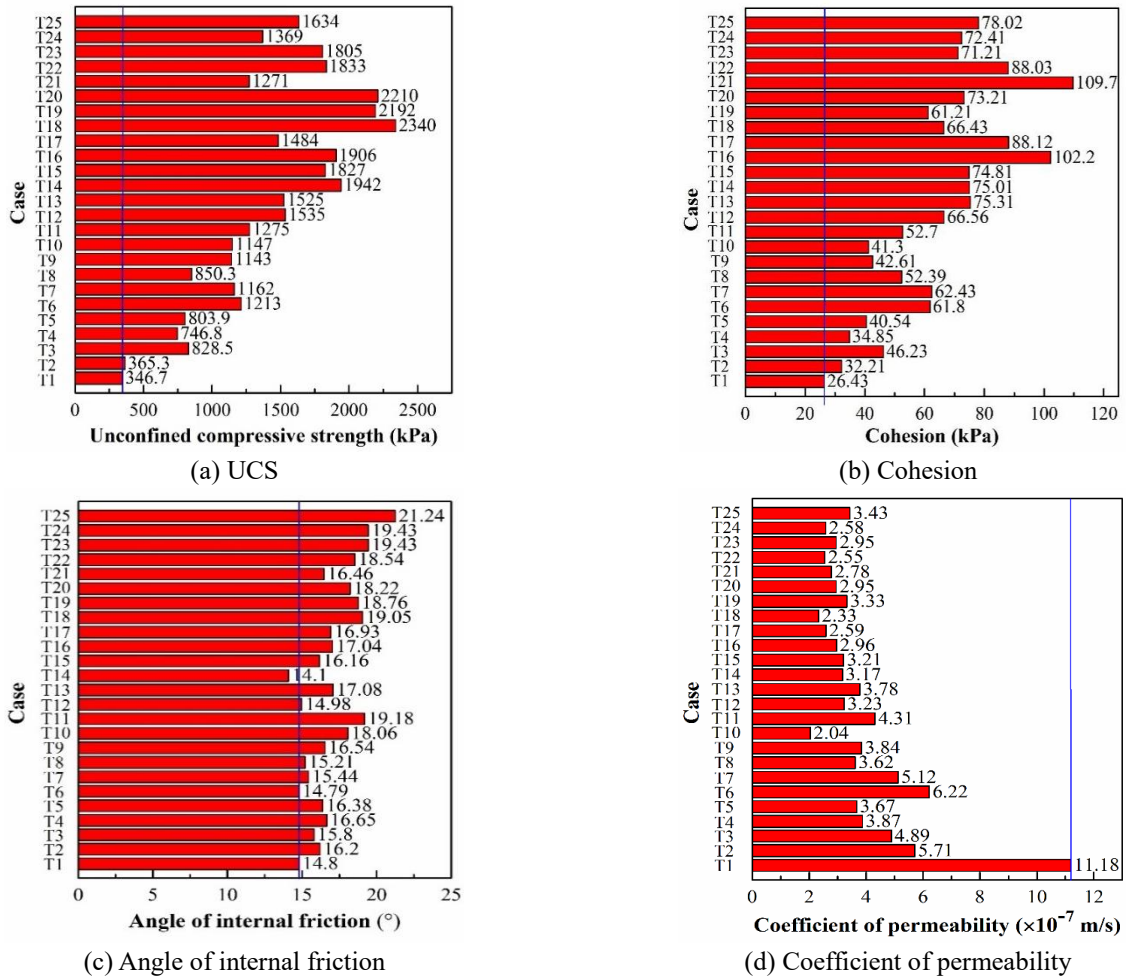 T25 1634
T24 1369
T23 1805
T22 1833
T21 1271
T20 2210
T19 2192
T18 2340
T17 1484
T16 1906
T15 1827
T14 1942
T13 1525
T12 1535
T11 1275
T10 1147
T9 1143
T8 850.3
T7 1162
T6 1213
T5 803.9
T4 746.8
T3 828.5
T2 365.3
T1 346.7
Case
0 500 1000 1500 2000 2500
Unconfined compressive strength (kPa)
(a) UCS
T25 78.02
T24 72.41
T23 71.21
T22 88.03
T21 109.7
T20 73.21
T19 61.21
T18 66.43
T17 88.12
T16 102.2
T15 74.81
T14 75.01
T13 75.31
T12 66.56
T11 52.7
T10 41.3
T9 42.61
T8 52.39
T7 62.43
T6 61.8
T5 40.54
T4 34.85
T3 46.23
T2 32.21
T1 26.43
Case
0 20 40 60 80 100 120
Cohesion (kPa)
(b) Cohesion
T25 21.24
T24 19.43
T23 19.43
T22 18.54
T21 16.46
T20 18.22
T19 18.76
T18 19.05
T17 16.93
T16 17.04
T15 16.16
T14 14.1
T13 17.08
T12 14.98
T11 19.18
T10 18.06
T9 16.54
T8 15.21
T7 15.44
T6 14.79
T5 16.38
T4 16.65
T3 15.8
T2 16.2
T1 14.8
Case
0 5 10 15 20 25
Angle of internal friction (°)
(c) Angle of internal friction
T25 3.43
T24 2.58
T23 2.95
T22 2.55
T21 2.78
T20 2.95
T19 3.33
T18 2.33
T17 2.59
T16 2.96
T15 3.21
T14 3.17
T13 3.78
T12 3.23
T11 4.31
T10 2.04
T9 3.84
T8 3.62
T7 5.12
T6 6.22
T5 3.67
T4 3.87
T3 4.89
T2 5.71
T1 11.18
Case
0 2 4 6 8 10 12
Coefficient of permeability (×10⁻⁷ m/s)
(d) Coefficient of permeability